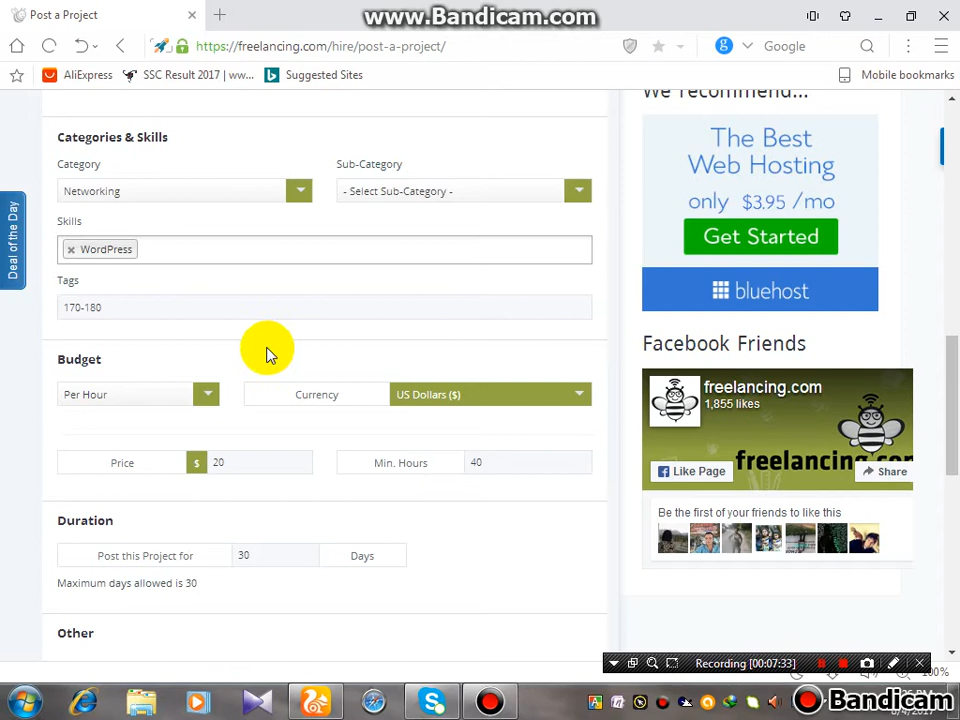 Post a Project
www.Bandicam.com
https://freelancing.com/hire/post-a-project/
Google
AliExpress
SSC Result 2017 | ww...
Suggested Sites
Mobile bookmarks
We recommend...
Deal of the Day
Categories & Skills
Category
Sub-Category
Networking
- Select Sub-Category -
Skills
WordPress
Tags
170-180
Budget
Per Hour
Currency
US Dollars ($)
Price
$
20
Min. Hours
40
Duration
Post this Project for
30
Days
Maximum days allowed is 30
Other
The Best
Web Hosting
only $3.95 /mo
Get Started
bluehost
Facebook Friends
freelancing.com
1,855 likes
Like Page
Share
Be the first of your friends to like this
Recording [00:07:33]
Bandicam